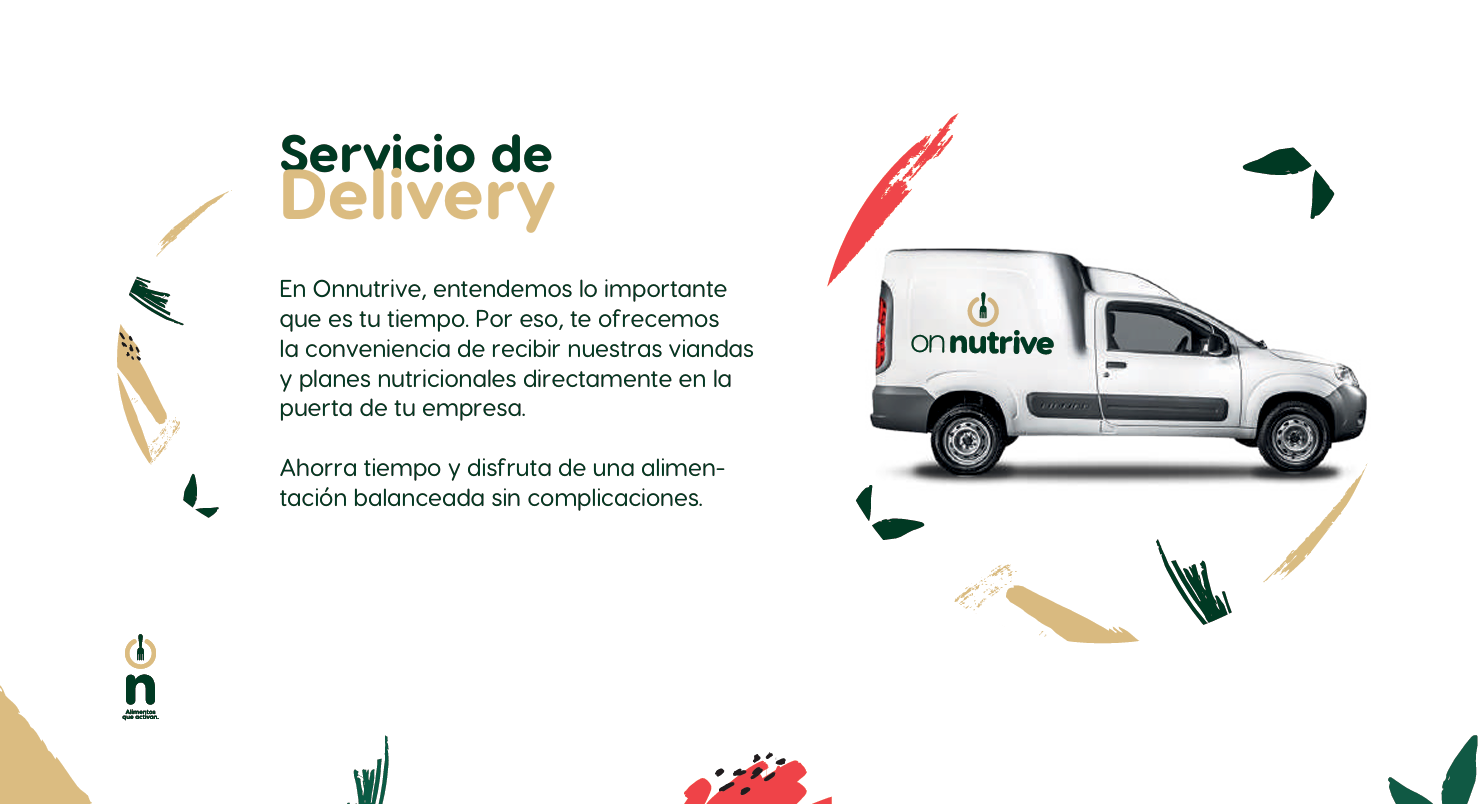 Servicio de
Delivery
En Onnutrive, entendemos lo importante
que es tu tiempo. Por eso, te ofrecemos
la conveniencia de recibir nuestras viandas
y planes nutricionales directamente en la
puerta de tu empresa.
Ahorra tiempo y disfruta de una alimen-
tación balanceada sin complicaciones.
on nutrive
n
Alimentos
que activan.